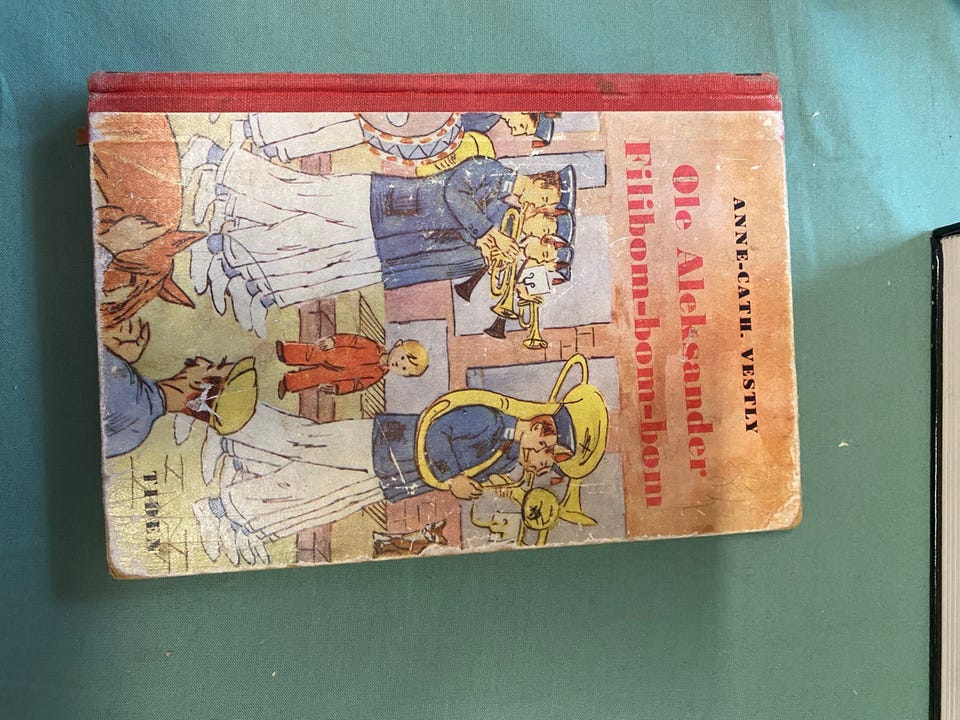 ANNE-CATH. VESTLY
Ole Aleksander
Filibom-bom-bom
TIDEN